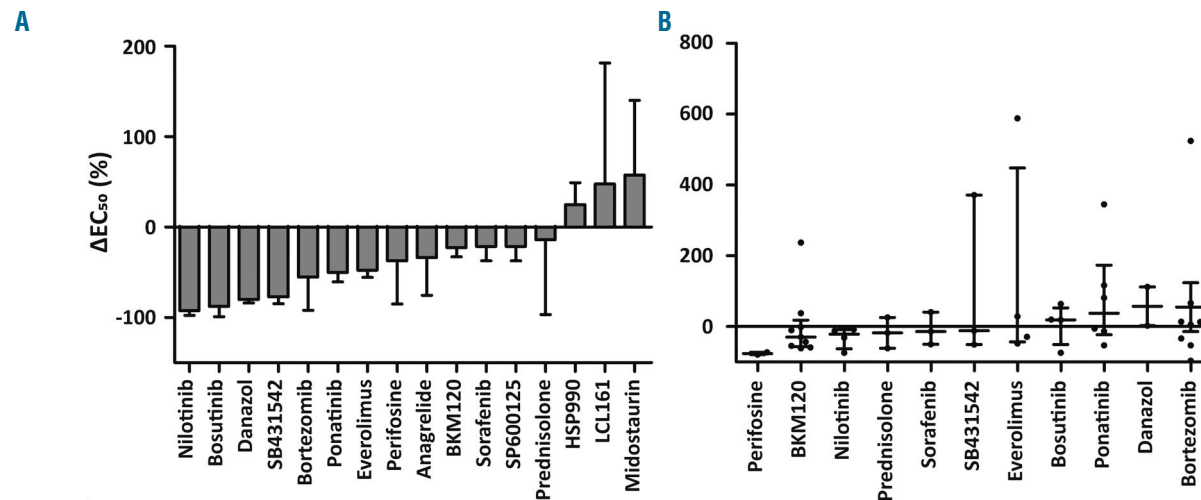 A
ΔEC₅₀ (%)
200
100
0
-100
Nilotinib
Bosutinib
Danazol
SB431542
Bortezomib
Ponatinib
Everolimus
Perifosine
Anagrelide
BKM120
Sorafenib
SP600125
Prednisolone
HSP990
LCL161
Midostaurin
B
800
600
400
200
0
Perifosine
BKM120
Nilotinib
Prednisolone
Sorafenib
SB431542
Everolimus
Bosutinib
Ponatinib
Danazol
Bortezomib